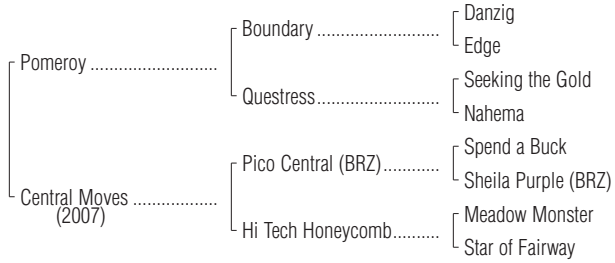 Danzig
Boundary ........................
Edge
Pomeroy .........................
Seeking the Gold
Questress........................
Nahema
Spend a Buck
Pico Central (BRZ)...........
Sheila Purple (BRZ)
Central Moves .................
(2007)
Meadow Monster
Hi Tech Honeycomb..........
Star of Fairway